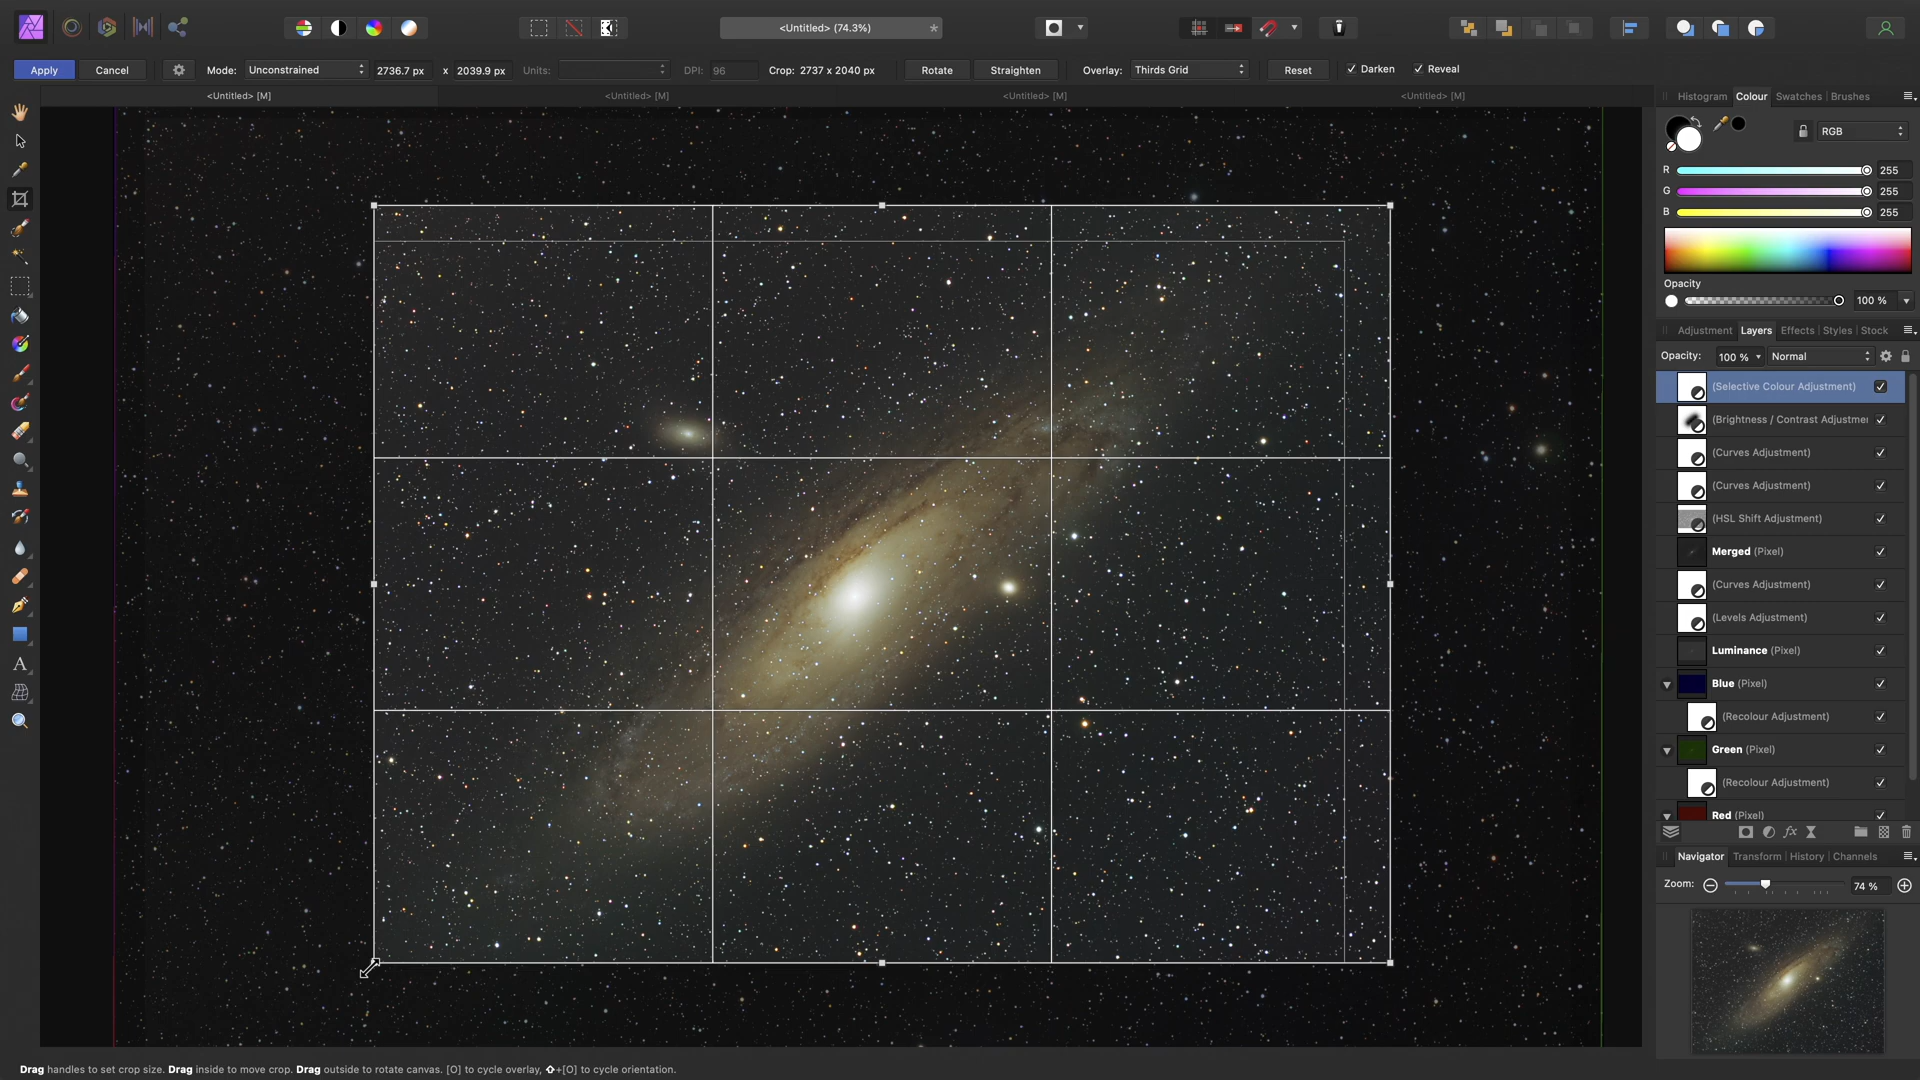 <Untitled> (74.3%)
*
Apply
Cancel
Mode: Unconstrained
2736.7 px x 2039.9 px
Units:
DPI: 96
Crop: 2737 x 2040 px
Rotate
Straighten
Overlay: Thirds Grid
Reset
Darken
Reveal
<Untitled> [M]
<Untitled> [M]
<Untitled> [M]
<Untitled> [M]
Histogram
Colour
Swatches
Brushes
RGB
R 255
G 255
B 255
Opacity
100 %
Adjustment
Layers
Effects
Styles
Stock
Opacity: 100 % Normal
(Selective Colour Adjustment)
(Brightness / Contrast Adjustmen
(Curves Adjustment)
(Curves Adjustment)
(HSL Shift Adjustment)
Merged (Pixel)
(Curves Adjustment)
(Levels Adjustment)
Luminance (Pixel)
Blue (Pixel)
(Recolour Adjustment)
Green (Pixel)
(Recolour Adjustment)
Red (Pixel)
fx
Navigator
Transform
History
Channels
Zoom: 74 %
A
Drag handles to set crop size. Drag inside to move crop. Drag outside to rotate canvas. [O] to cycle overlay, ⇧+[O] to cycle orientation.